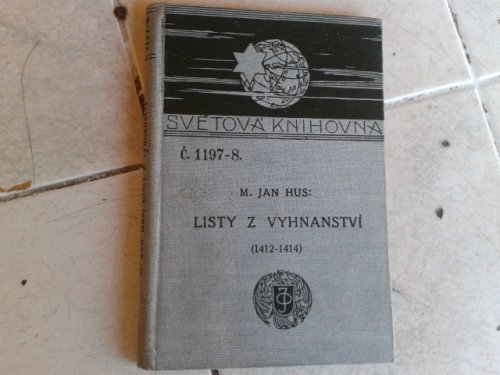 SVĚTOVÁ KNIHOVNA
Č. 1197-8.
M. JAN HUS:
LISTY Z VYHNANSTVÍ
(1412-1414)